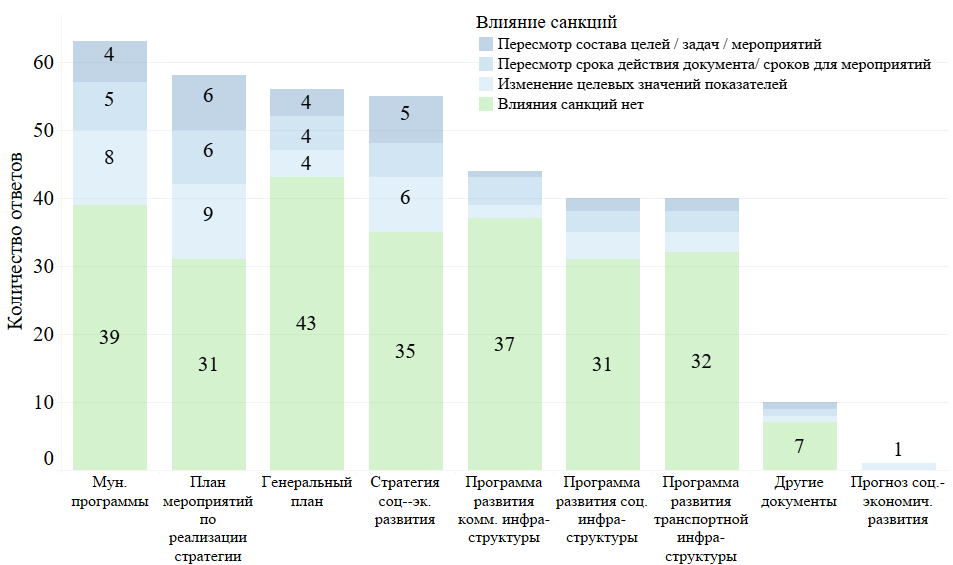 Влияние санкций
Пересмотр состава целей / задач / мероприятий
Пересмотр срока действия документа/ сроков для мероприятий
Изменение целевых значений показателей
Влияния санкций нет
Количество ответов
60
50
40
30
20
10
0
4
5
8
39
6
6
9
31
4
4
4
43
5
6
35
37
31
32
7
1
Мун.
программы
План
мероприятий
по
реализации
стратегии
Генеральный
план
Стратегия
соц--эк.
развития
Программа
развития
комм. инфра-
структуры
Программа
развития соц.
инфра-
структуры
Программа
развития
транспортной
инфра-
структуры
Другие
документы
Прогноз соц.-
экономич.
развития